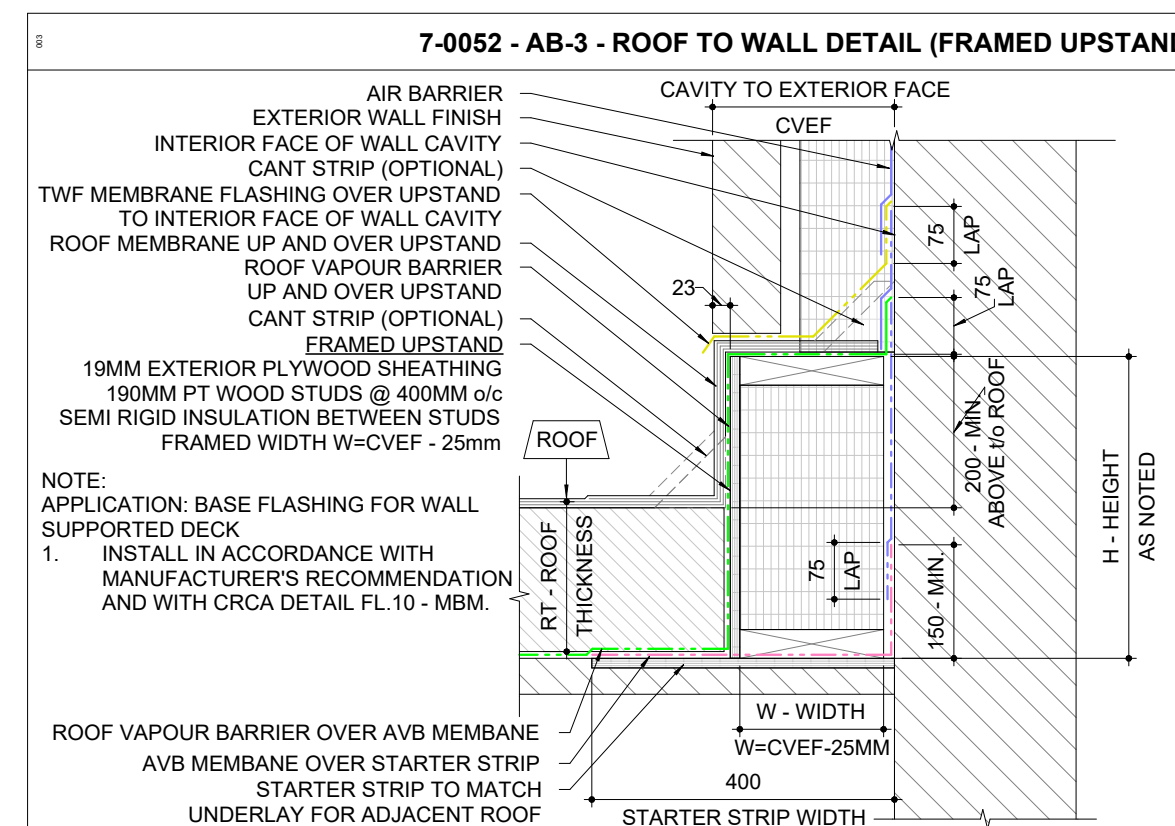 003
7-0052 - AB-3 - ROOF TO WALL DETAIL (FRAMED UPSTAND
AIR BARRIER
EXTERIOR WALL FINISH
INTERIOR FACE OF WALL CAVITY
CANT STRIP (OPTIONAL)
TWF MEMBRANE FLASHING OVER UPSTAND
TO INTERIOR FACE OF WALL CAVITY
ROOF MEMBRANE UP AND OVER UPSTAND
ROOF VAPOUR BARRIER
UP AND OVER UPSTAND
CANT STRIP (OPTIONAL)
FRAMED UPSTAND
19MM EXTERIOR PLYWOOD SHEATHING
190MM PT WOOD STUDS @ 400MM o/c
SEMI RIGID INSULATION BETWEEN STUDS
FRAMED WIDTH W=CVEF - 25mm
NOTE:
APPLICATION: BASE FLASHING FOR WALL
SUPPORTED DECK
1. INSTALL IN ACCORDANCE WITH
MANUFACTURER'S RECOMMENDATION
AND WITH CRCA DETAIL FL.10 - MBM.
ROOF VAPOUR BARRIER OVER AVB MEMBANE
AVB MEMBANE OVER STARTER STRIP
STARTER STRIP TO MATCH
UNDERLAY FOR ADJACENT ROOF
CAVITY TO EXTERIOR FACE
CVEF
23
75
LAP
75
LAP
ROOF
RT - ROOF
THICKNESS
200 - MIN.
ABOVE t/o ROOF
75
LAP
150 - MIN.
H - HEIGHT
AS NOTED
W - WIDTH
W=CVEF-25MM
400
STARTER STRIP WIDTH